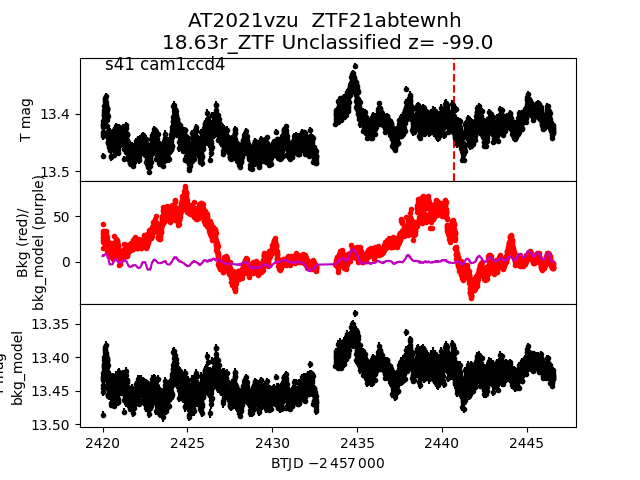 AT2021vzu  ZTF21abtewnh
18.63r_ZTF Unclassified z= -99.0
s41 cam1ccd4
T mag
13.4
13.5
Bkg (red)/
bkg_model (purple)
50
0
bkg_model
13.35
13.40
13.45
13.50
2420 2425 2430 2435 2440 2445
BTJD −2 457 000